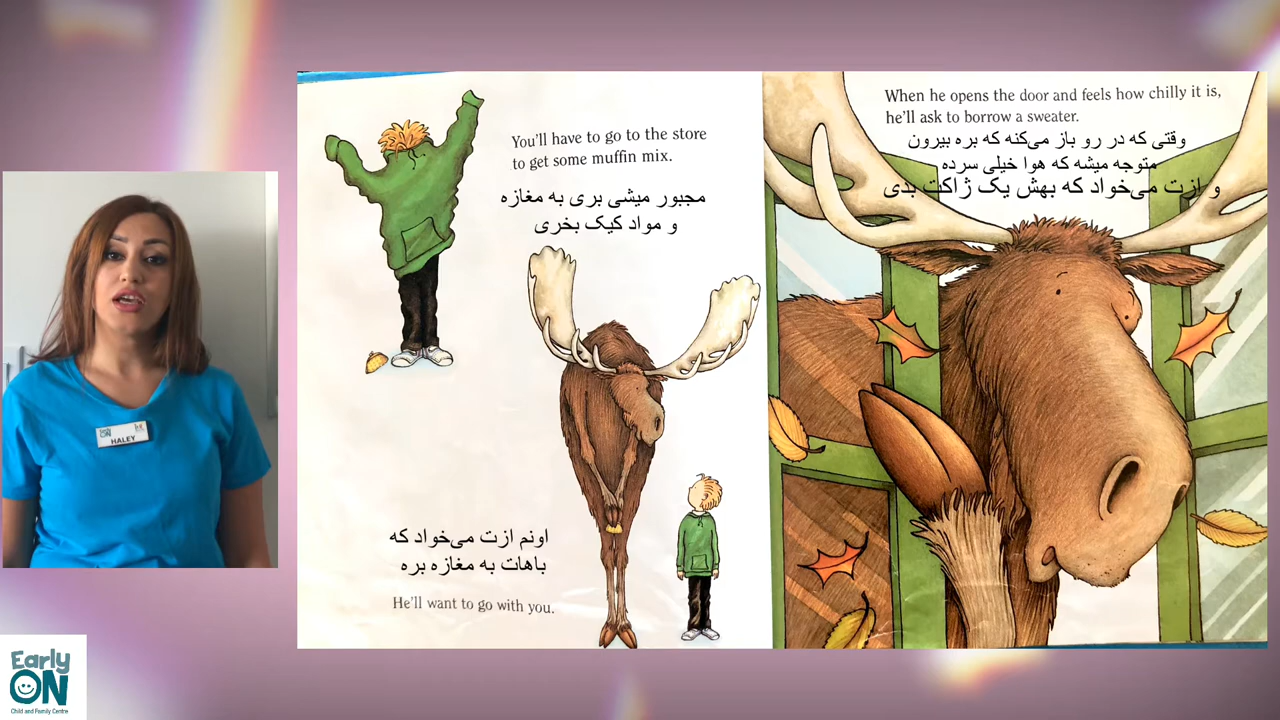 You'll have to go to the store
to get some muffin mix.
مجبور میشی بری به مغازه
و مواد کیک بخری
اونم ازت می‌خواد که
باهات به مغازه بره
He'll want to go with you.
When he opens the door and feels how chilly it is,
he'll ask to borrow a sweater.
وقتی که در رو باز می‌کنه که بره بیرون
متوجه میشه که هوا خیلی سرده
و ازت می‌خواد که بهش یک ژاکت بدی
HALEY
Early
ON
Child and Family Centre